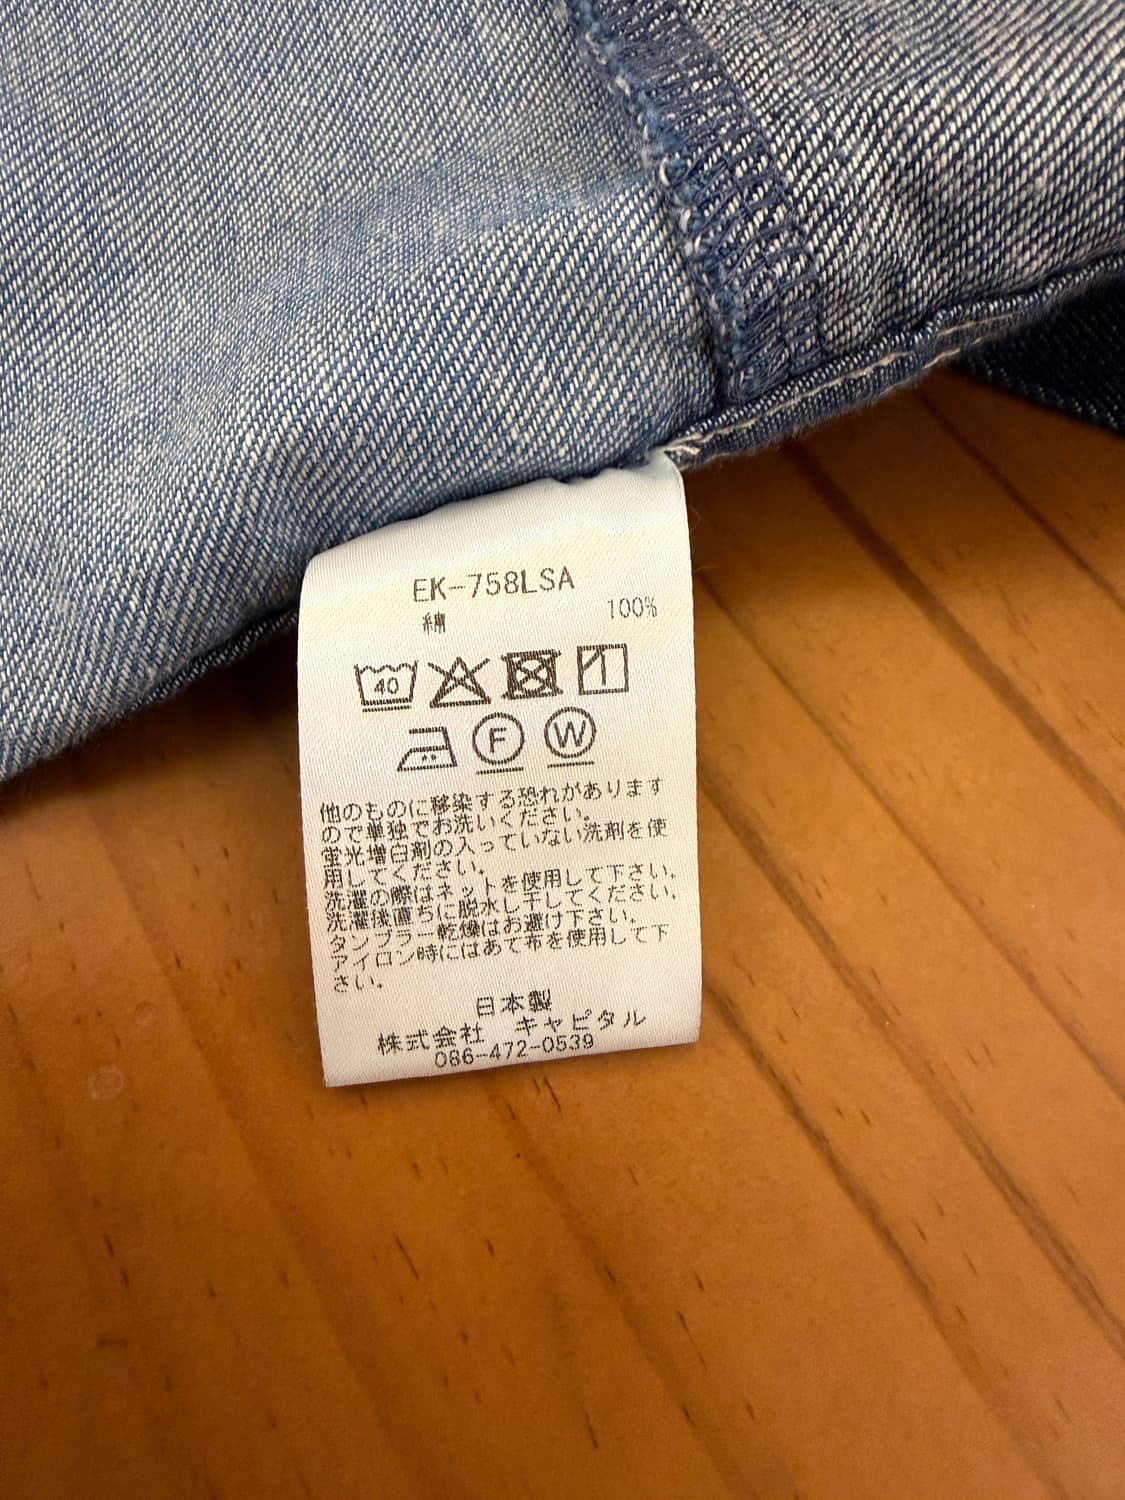 EK-758LSA
綿 100%
40
F W
他のものに移染する恐れがあります
ので単独でお洗いください。
蛍光増白剤の入っていない洗剤を使
用してください。
洗濯の際はネットを使用して下さい。
洗濯後直ちに脱水し干してください。
タンブラー乾燥はお避け下さい。
アイロン時にはあて布を使用して下
さい。
日本製
株式会社 キャピタル
086-472-0539